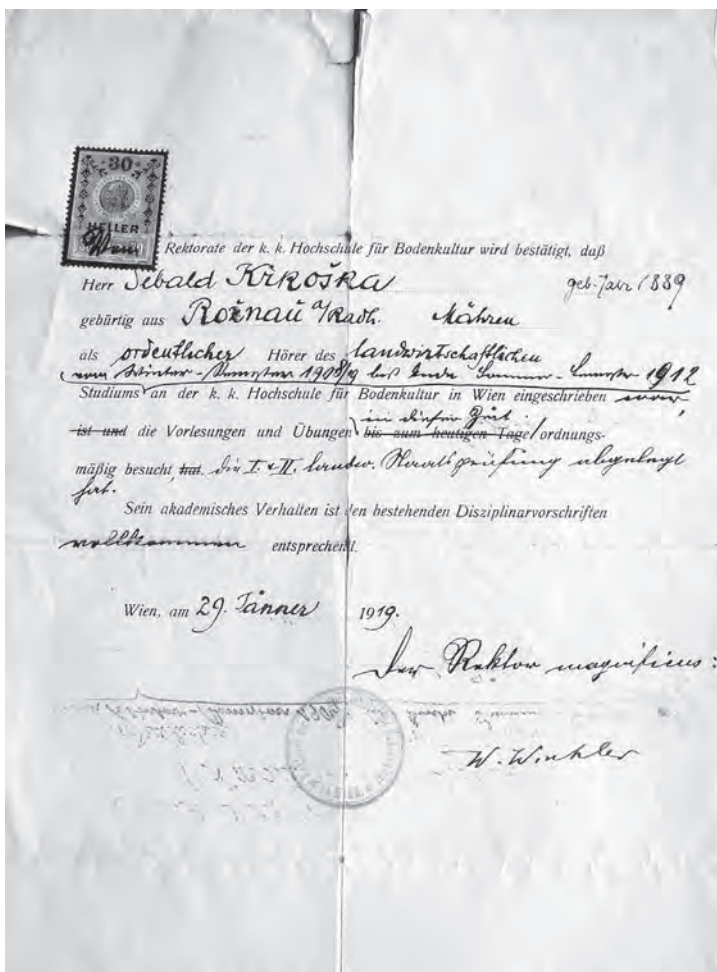 30
HELLER
Rektorate der k. k. Hochschule für Bodenkultur wird bestätigt, daß
Herr Sebald Křkoška geb. Jahr 1889
gebürtig aus Rožnau a/Radh. Mähren
als ordentlicher Hörer des landwirtschaftlichen
vom Winter-Semester 1908/9 bis Ende Sommer-Semester 1912
Studiums an der k. k. Hochschule für Bodenkultur in Wien eingeschrieben war,
in dieser Zeit
ist und die Vorlesungen und Übungen bis zum heutigen Tage ordnungs-
mäßig besucht, hat. die I. & II. landw. Staatsprüfung abgelegt
hat.
Sein akademisches Verhalten ist den bestehenden Disziplinarvorschriften
vollkommen entsprechend.
Wien, am 29. Jänner 1919.
Der Rektor magnificus:
W. Winkler